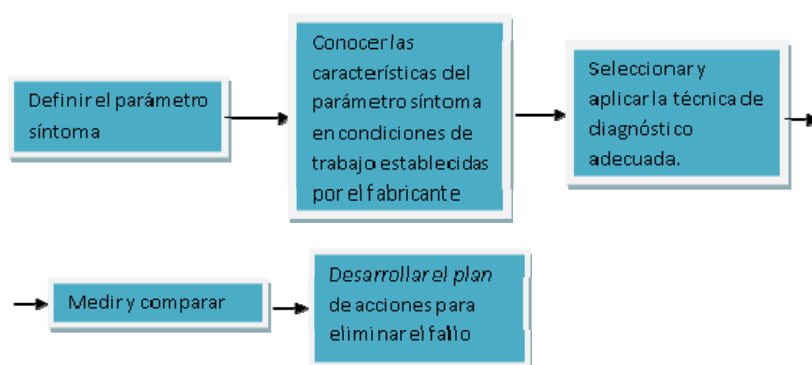 Definir el parámetro
síntoma
Conocer las
características del
parámetro síntoma
en condiciones de
trabajo establecidas
por el fabricante
Seleccionar y
aplicar la técnica de
diagnóstico
adecuada.
Medir y comparar
Desarrollar el plan
de acciones para
eliminar el fallo